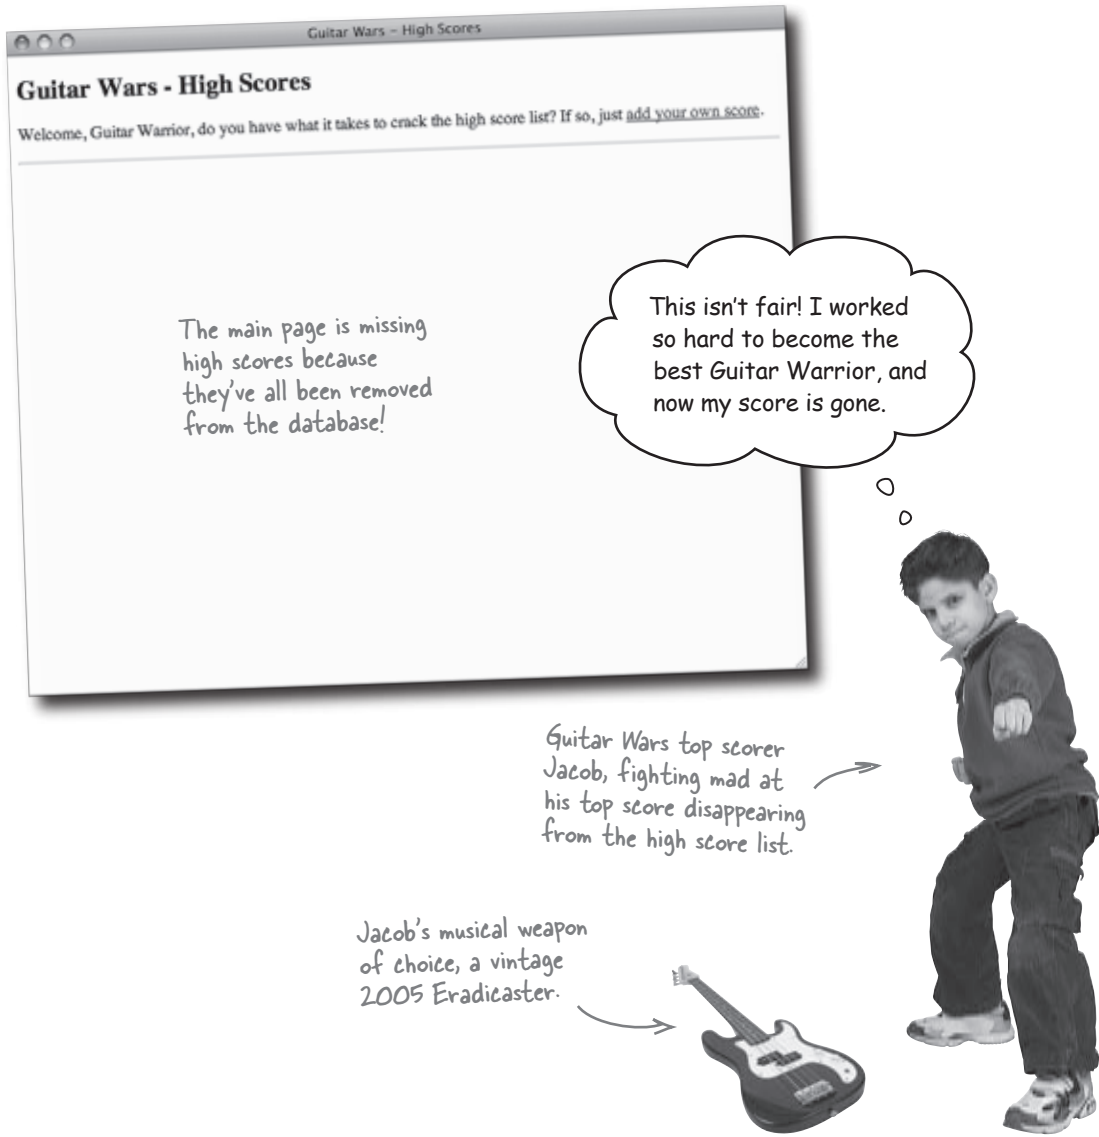 Guitar Wars - High Scores
Guitar Wars - High Scores
Welcome, Guitar Warrior, do you have what it takes to crack the high score list? If so, just add your own score.
The main page is missing
high scores because
they've all been removed
from the database!
This isn't fair! I worked
so hard to become the
best Guitar Warrior, and
now my score is gone.
Guitar Wars top scorer
Jacob, fighting mad at
his top score disappearing
from the high score list.
Jacob's musical weapon
of choice, a vintage
2005 Eradicaster.